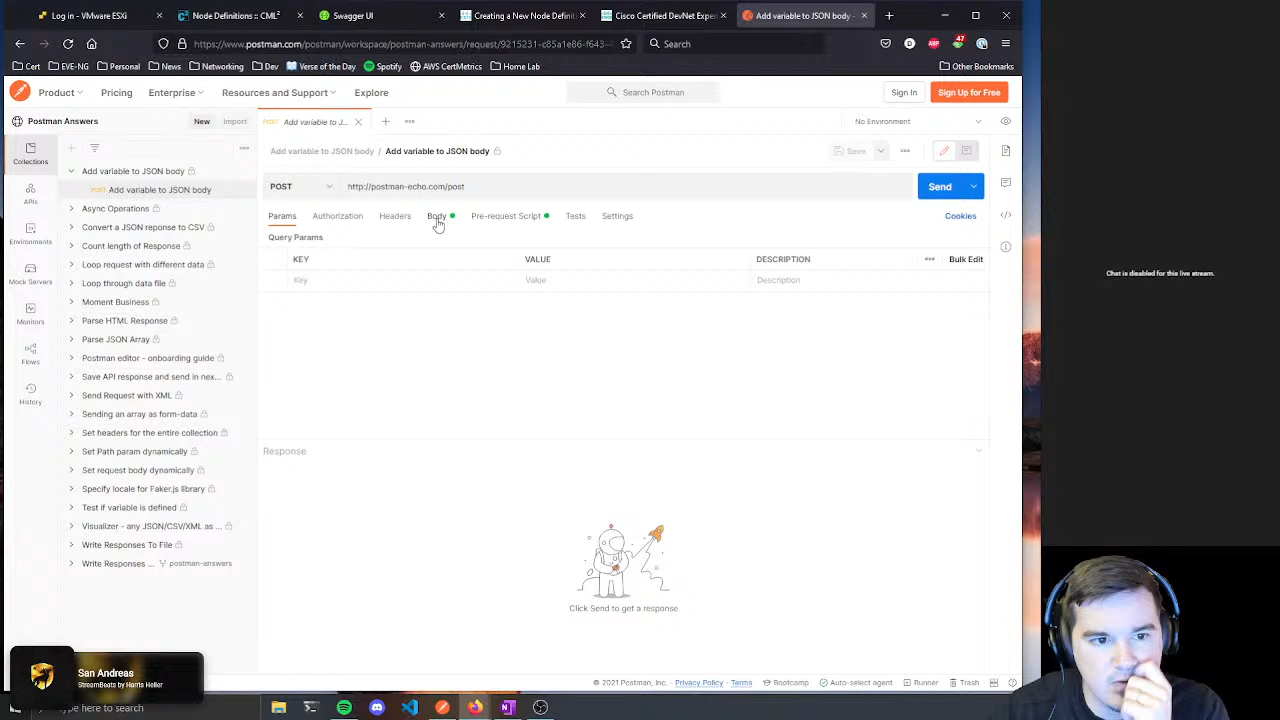 Log in - VMware ESXi
Node Definitions :: CML²
Swagger UI
Creating a New Node Definiti
Cisco Certified DevNet Exper
Add variable to JSON body -
https://www.postman.com/postman/workspace/postman-answers/request/9215231-c85a1e86-f643-
Search
47
Cert
EVE-NG
Personal
News
Networking
Dev
Verse of the Day
Spotify
AWS CertMetrics
Home Lab
Other Bookmarks
Product
Pricing
Enterprise
Resources and Support
Explore
Search Postman
Sign In
Sign Up for Free
Postman Answers
New
Import
POST Add variable to J...
No Environment
Collections
APIs
Environments
Mock Servers
Monitors
Flows
History
Add variable to JSON body
POST Add variable to JSON body
Async Operations
Convert a JSON reponse to CSV
Count length of Response
Loop request with different data
Loop through data file
Moment Business
Parse HTML Response
Parse JSON Array
Postman editor - onboarding guide
Save API response and send in nex...
Send Request with XML
Sending an array as form-data
Set headers for the entire collection
Set Path param dynamically
Set request body dynamically
Specify locale for Faker.js library
Test if variable is defined
Visualizer - any JSON/CSV/XML as ...
Write Responses To File
Write Responses ... postman-answers
Add variable to JSON body / Add variable to JSON body
Save
POST
http://postman-echo.com/post
Send
Params
Authorization
Headers
Body
Pre-request Script
Tests
Settings
Cookies
Query Params
KEY
VALUE
DESCRIPTION
Bulk Edit
Key
Value
Description
Response
Click Send to get a response
© 2021 Postman, Inc. · Privacy Policy · Terms
Bootcamp
Auto-select agent
Runner
Trash
Chat is disabled for this live stream.
San Andreas
StreamBeats by Harris Heller
here to search